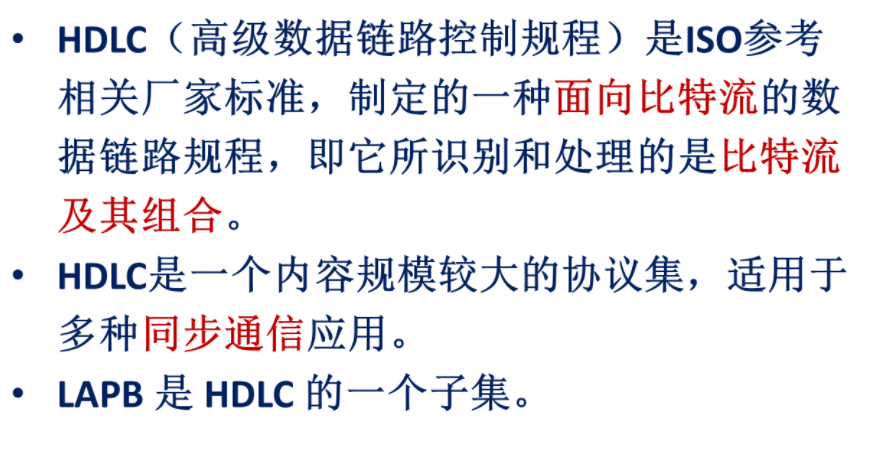 • HDLC（高级数据链路控制规程）是ISO参考
相关厂家标准，制定的一种面向比特流的数
据链路规程，即它所识别和处理的是比特流
及其组合。
• HDLC是一个内容规模较大的协议集，适用于
多种同步通信应用。
• LAPB 是 HDLC 的一个子集。